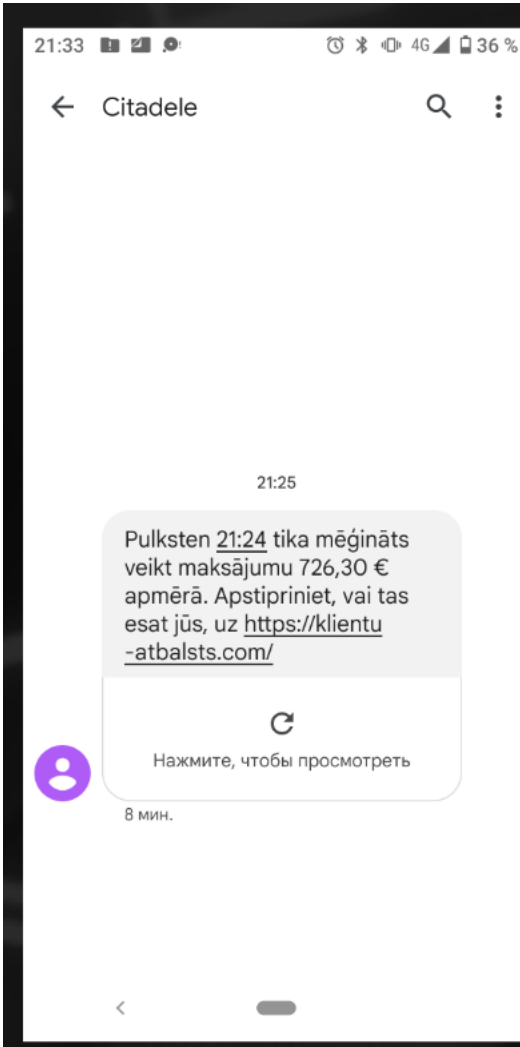 21:33 4G 36 %
Citadele
21:25
Pulksten 21:24 tika mēģināts
veikt maksājumu 726,30 €
apmērā. Apstipriniet, vai tas
esat jūs, uz https://klientu
-atbalsts.com/
Нажмите, чтобы просмотреть
8 мин.